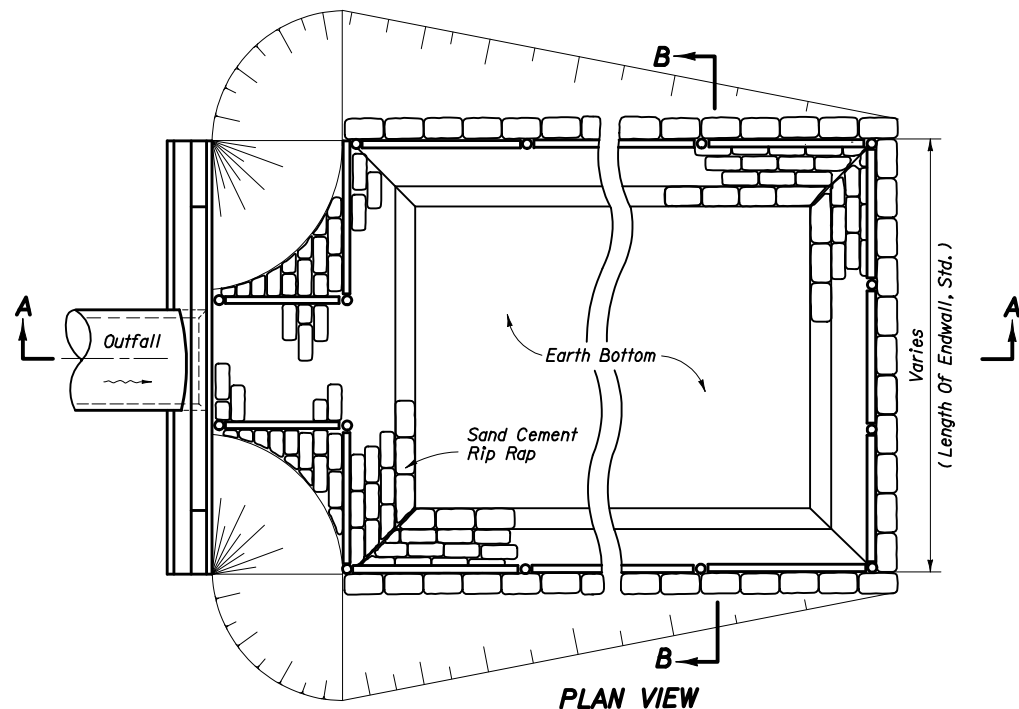 B
A
Outfall
Earth Bottom
Sand Cement
Rip Rap
Varies
( Length Of Endwall, Std. )
A
B
PLAN VIEW